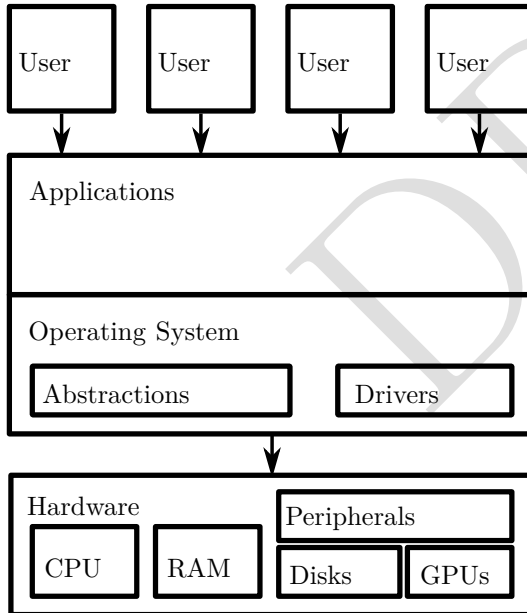 User User User User
Applications
Operating System
Abstractions Drivers
Hardware
Peripherals
CPU RAM Disks GPUs